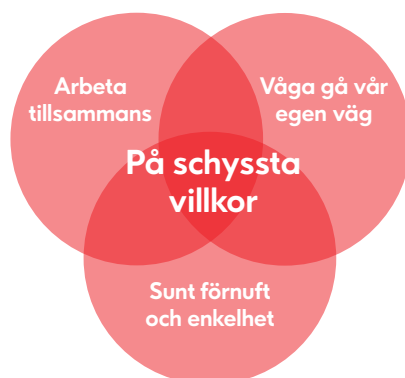 Arbeta
tillsammans
Våga gå vår
egen väg
På schyssta
villkor
Sunt förnuft
och enkelhet